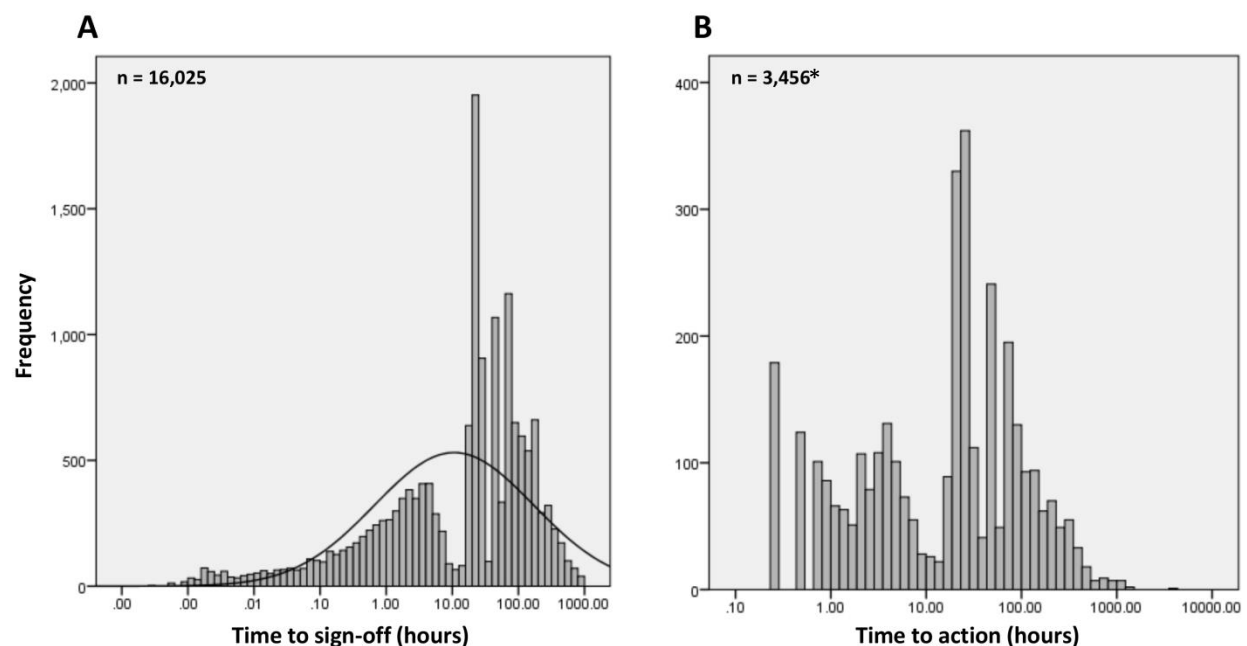 A
n = 16,025
2,000
1,500
1,000
500
0
Frequency
.00 .00 .01 .10 1.00 10.00 100.00 1000.00
Time to sign-off (hours)
B
n = 3,456*
400
300
200
100
0
.10 1.00 10.00 100.00 1000.00 10000.00
Time to action (hours)